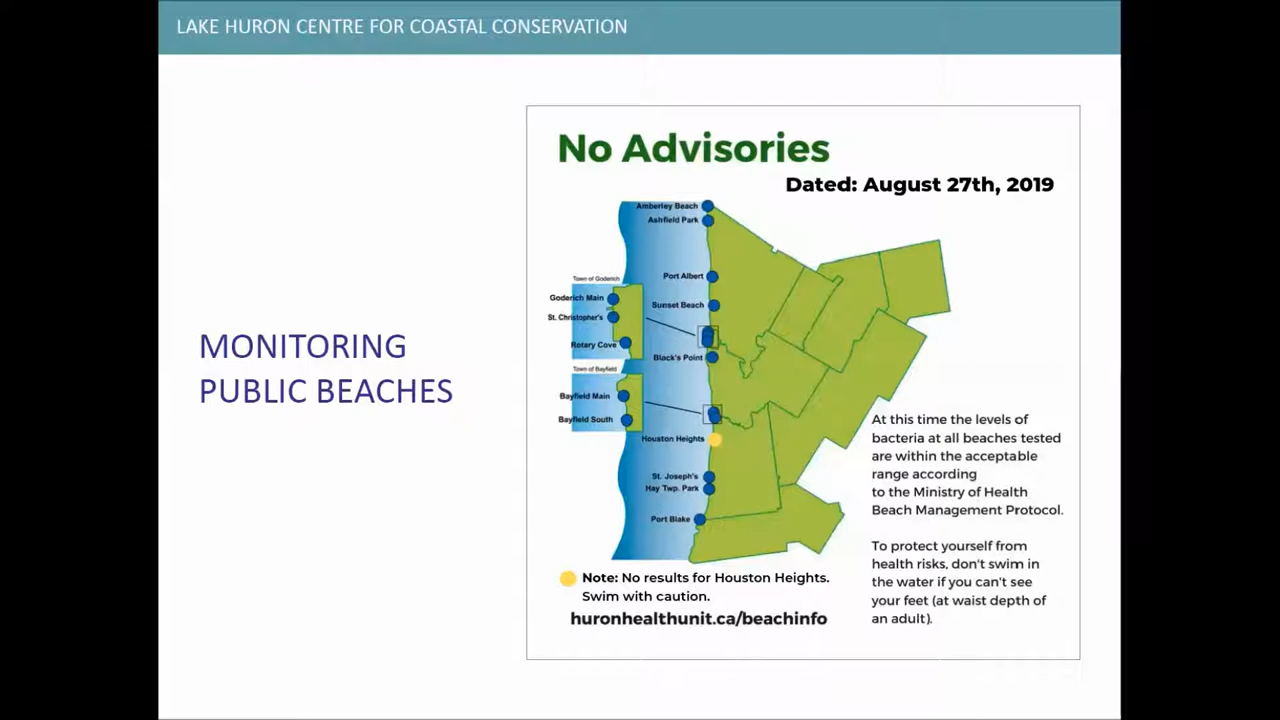 LAKE HURON CENTRE FOR COASTAL CONSERVATION
MONITORING
PUBLIC BEACHES
No Advisories
Dated: August 27th, 2019
Amberley Beach
Ashfield Park
Port Albert
Sunset Beach
Black's Point
Town of Goderich
Goderich Main
St. Christopher's
Rotary Cove
Town of Bayfield
Bayfield Main
Bayfield South
Houston Heights
St. Joseph's
Hay Twp. Park
Port Blake
At this time the levels of
bacteria at all beaches tested
are within the acceptable
range according
to the Ministry of Health
Beach Management Protocol.
To protect yourself from
health risks, don't swim in
the water if you can't see
your feet (at waist depth of
an adult).
Note: No results for Houston Heights.
Swim with caution.
huronhealthunit.ca/beachinfo